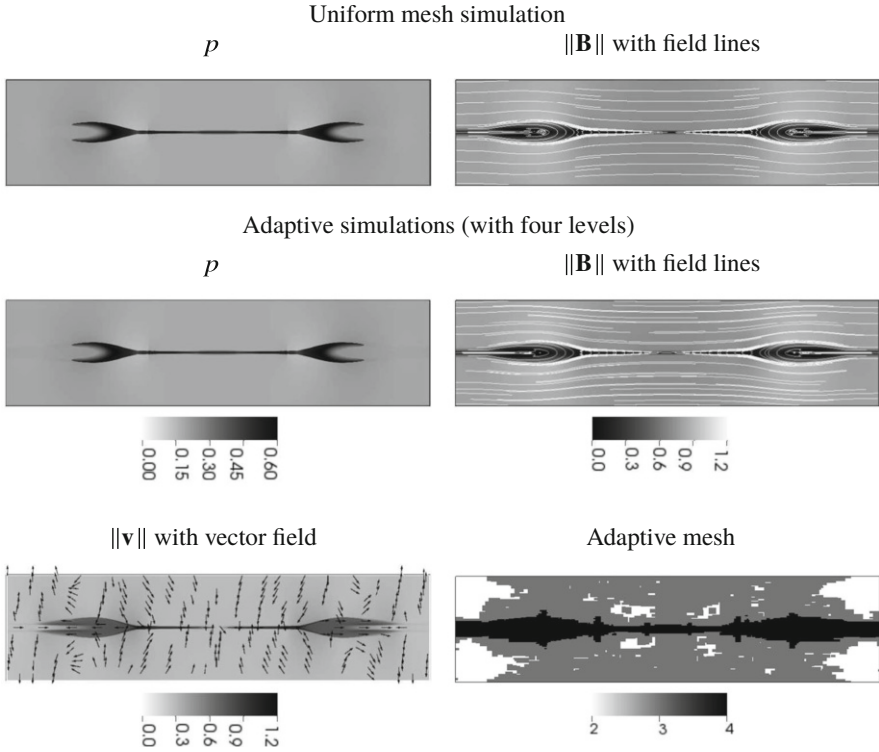 Uniform mesh simulation
p
||B|| with field lines
Adaptive simulations (with four levels)
p
||B|| with field lines
0.00 0.15 0.30 0.45 0.60
0.0 0.3 0.6 0.9 1.2
||v|| with vector field
Adaptive mesh
0.0 0.3 0.6 0.9 1.2
2 3 4